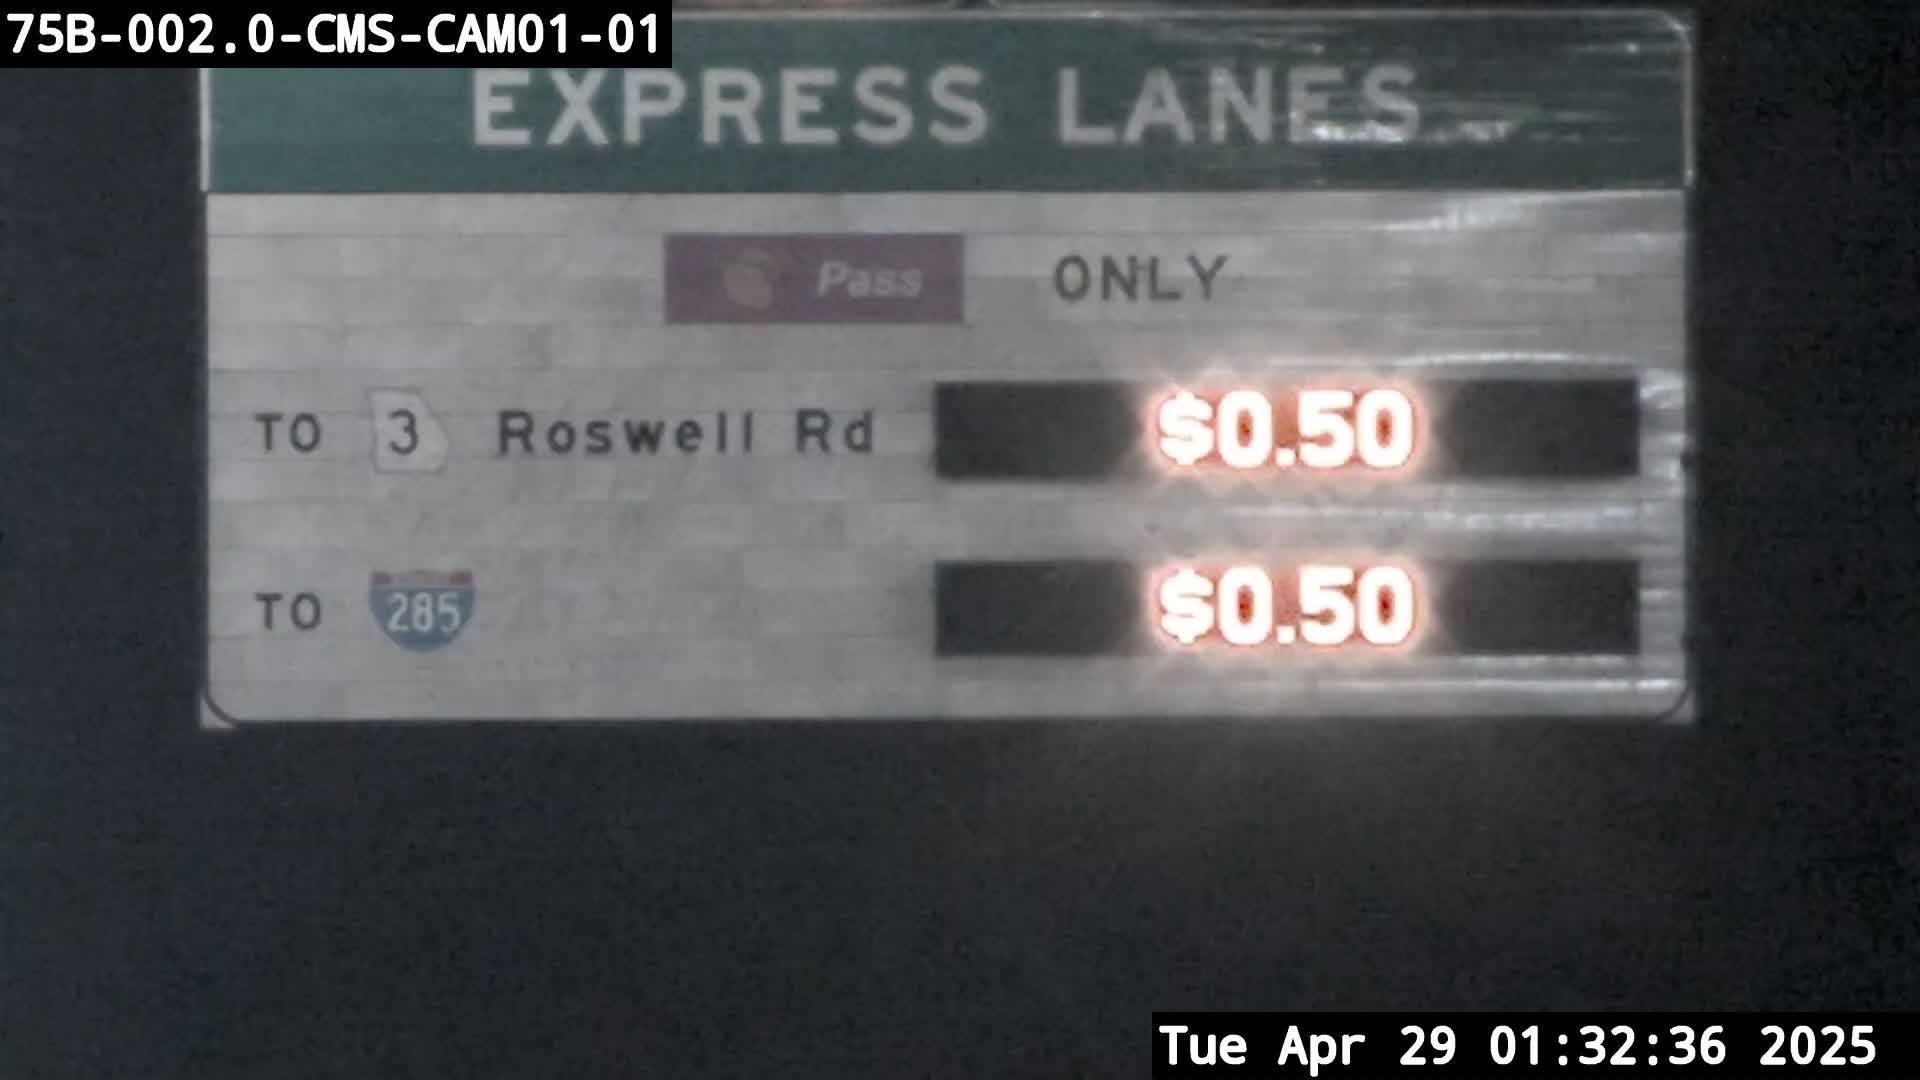 75B-002.0-CMS-CAM01-01
EXPRESS LANES
Pass ONLY
TO 3 Roswell Rd $0.50
TO 285 $0.50
Tue Apr 29 01:32:36 2025